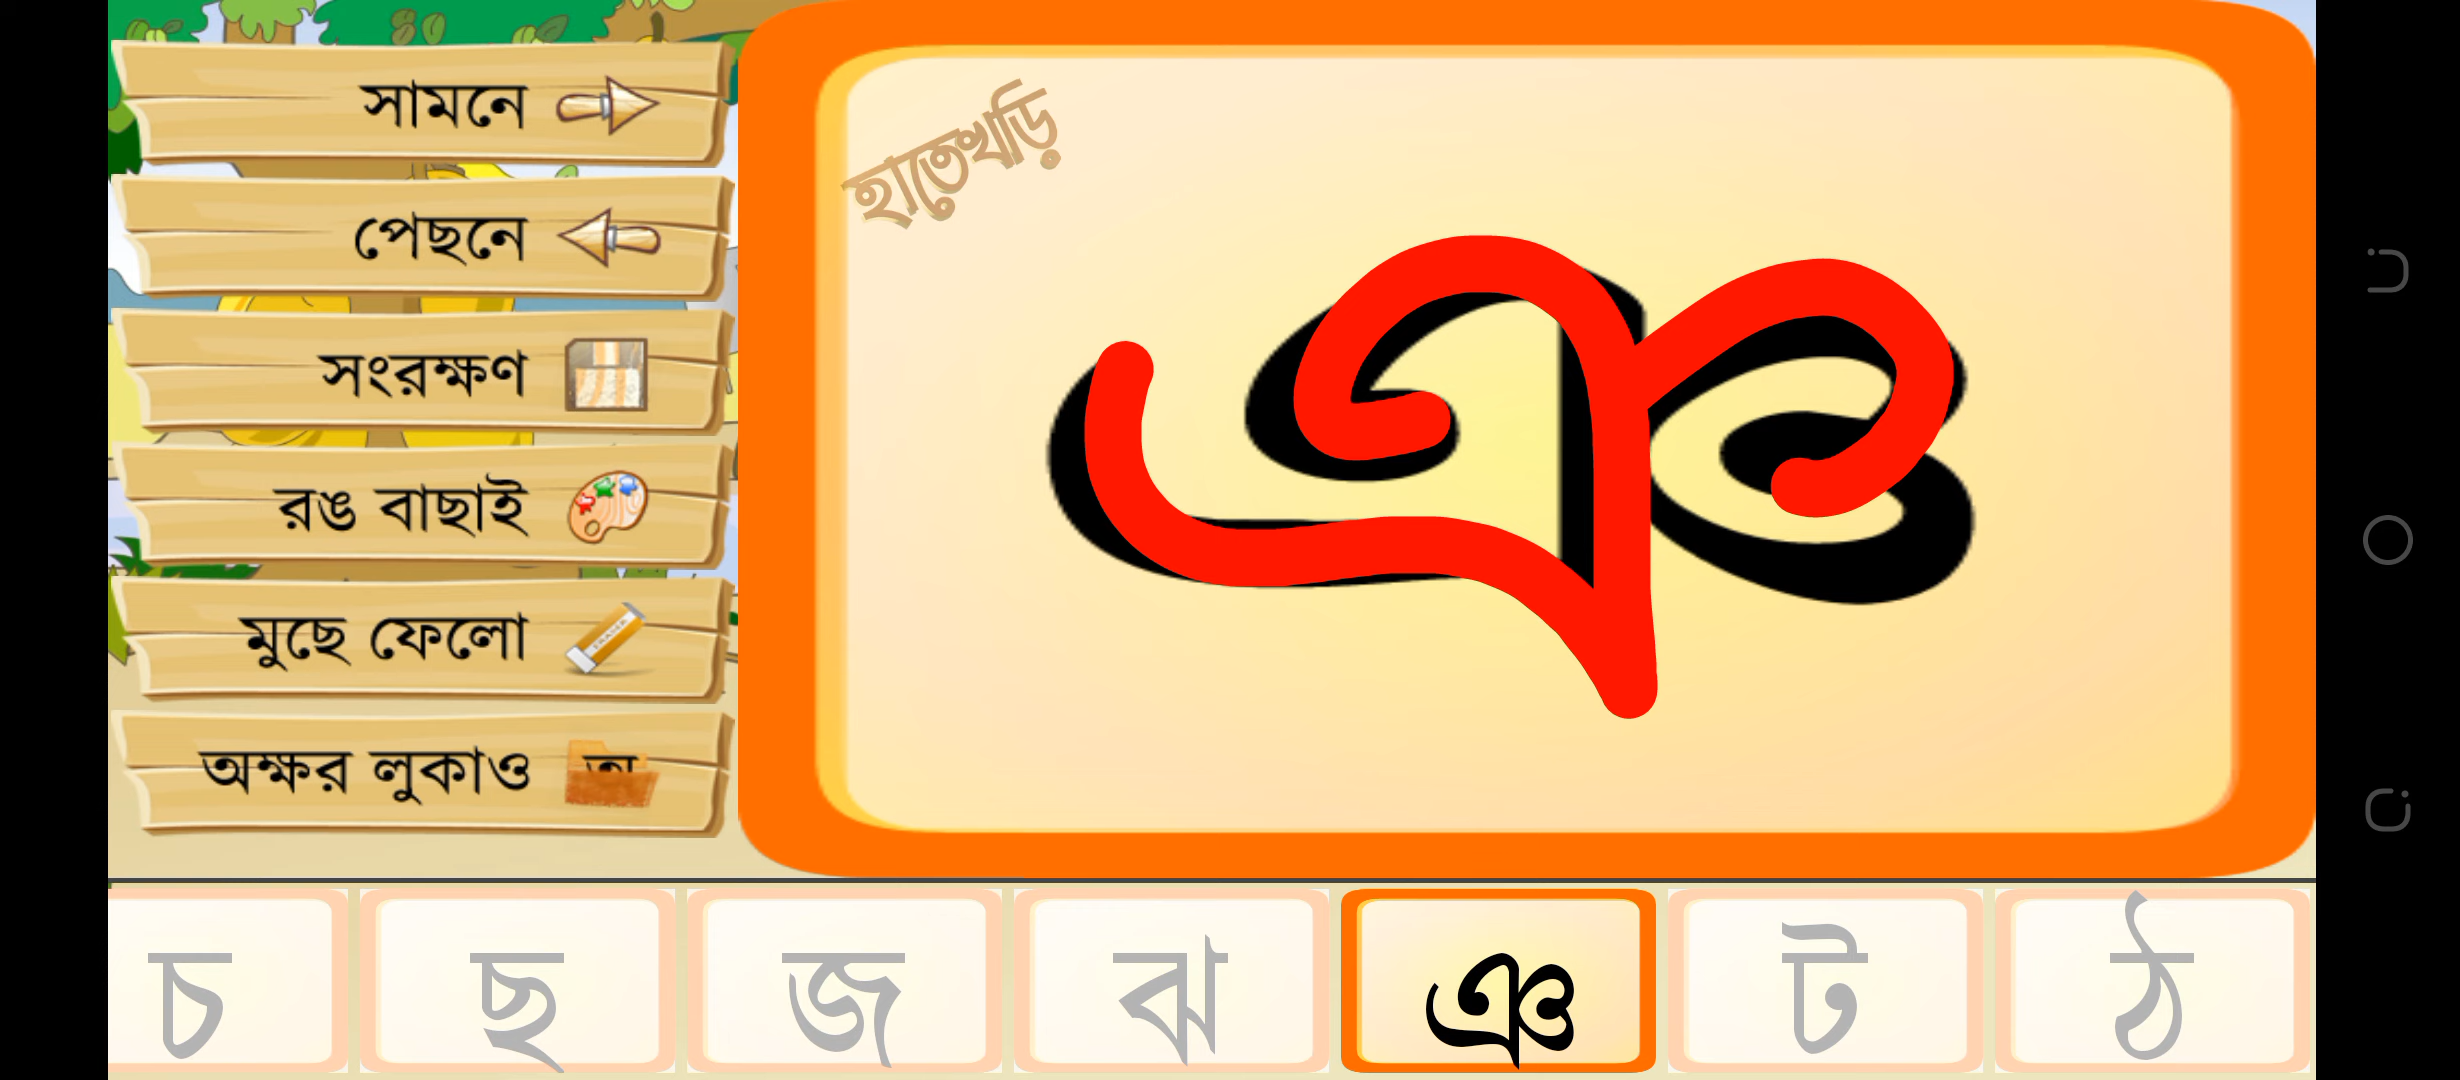 সামনে
পেছনে
সংরক্ষণ
রঙ বাছাই
মুছে ফেলো
অক্ষর লুকাও অ
হাতেখড়ি
ঞ
চ ছ জ ঝ ঞ ট ঠ